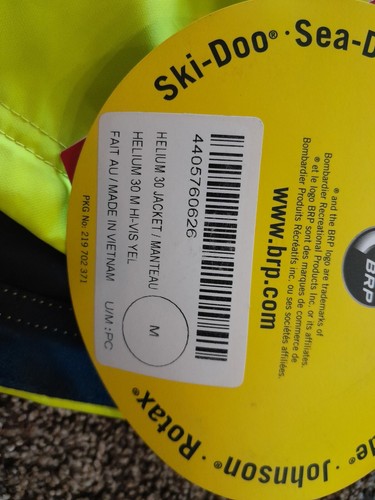 Ski-Doo® · Sea-D
4405760626
HELIUM 30 JACKET / MANTEAU
HELIUM 30 M HI-VIS YEL
FAIT AU / MADE IN VIETNAM U/M : PC
M
PKG No: 219 702 371
® and the BRP logo are trademarks of
Bombardier Recreational Products Inc. or its affiliates.
® et le logo BRP sont des marques de commerce de
Bombardier Produits Récréatifs inc. ou ses sociétés affiliées.
www.brp.com
BRP
e® · Johnson® · Rotax®